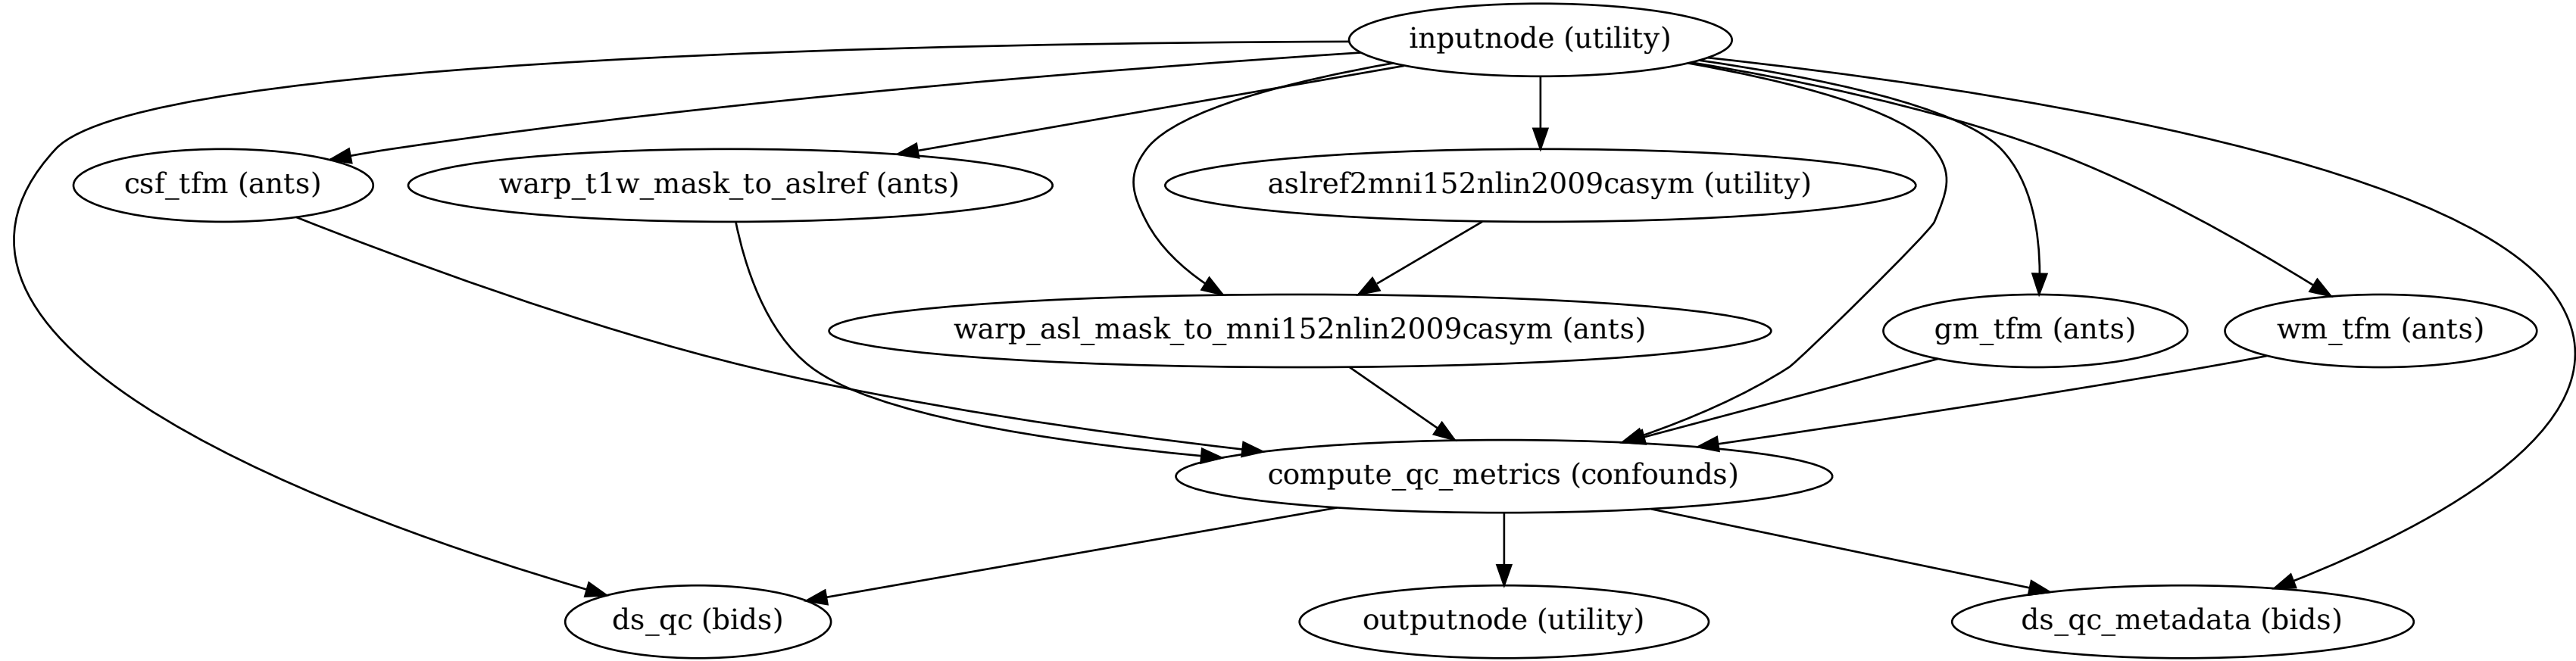 inputnode (utility)
csf_tfm (ants)
warp_t1w_mask_to_aslref (ants)
aslref2mni152nlin2009casym (utility)
warp_asl_mask_to_mni152nlin2009casym (ants)
gm_tfm (ants)
wm_tfm (ants)
compute_qc_metrics (confounds)
ds_qc (bids)
outputnode (utility)
ds_qc_metadata (bids)